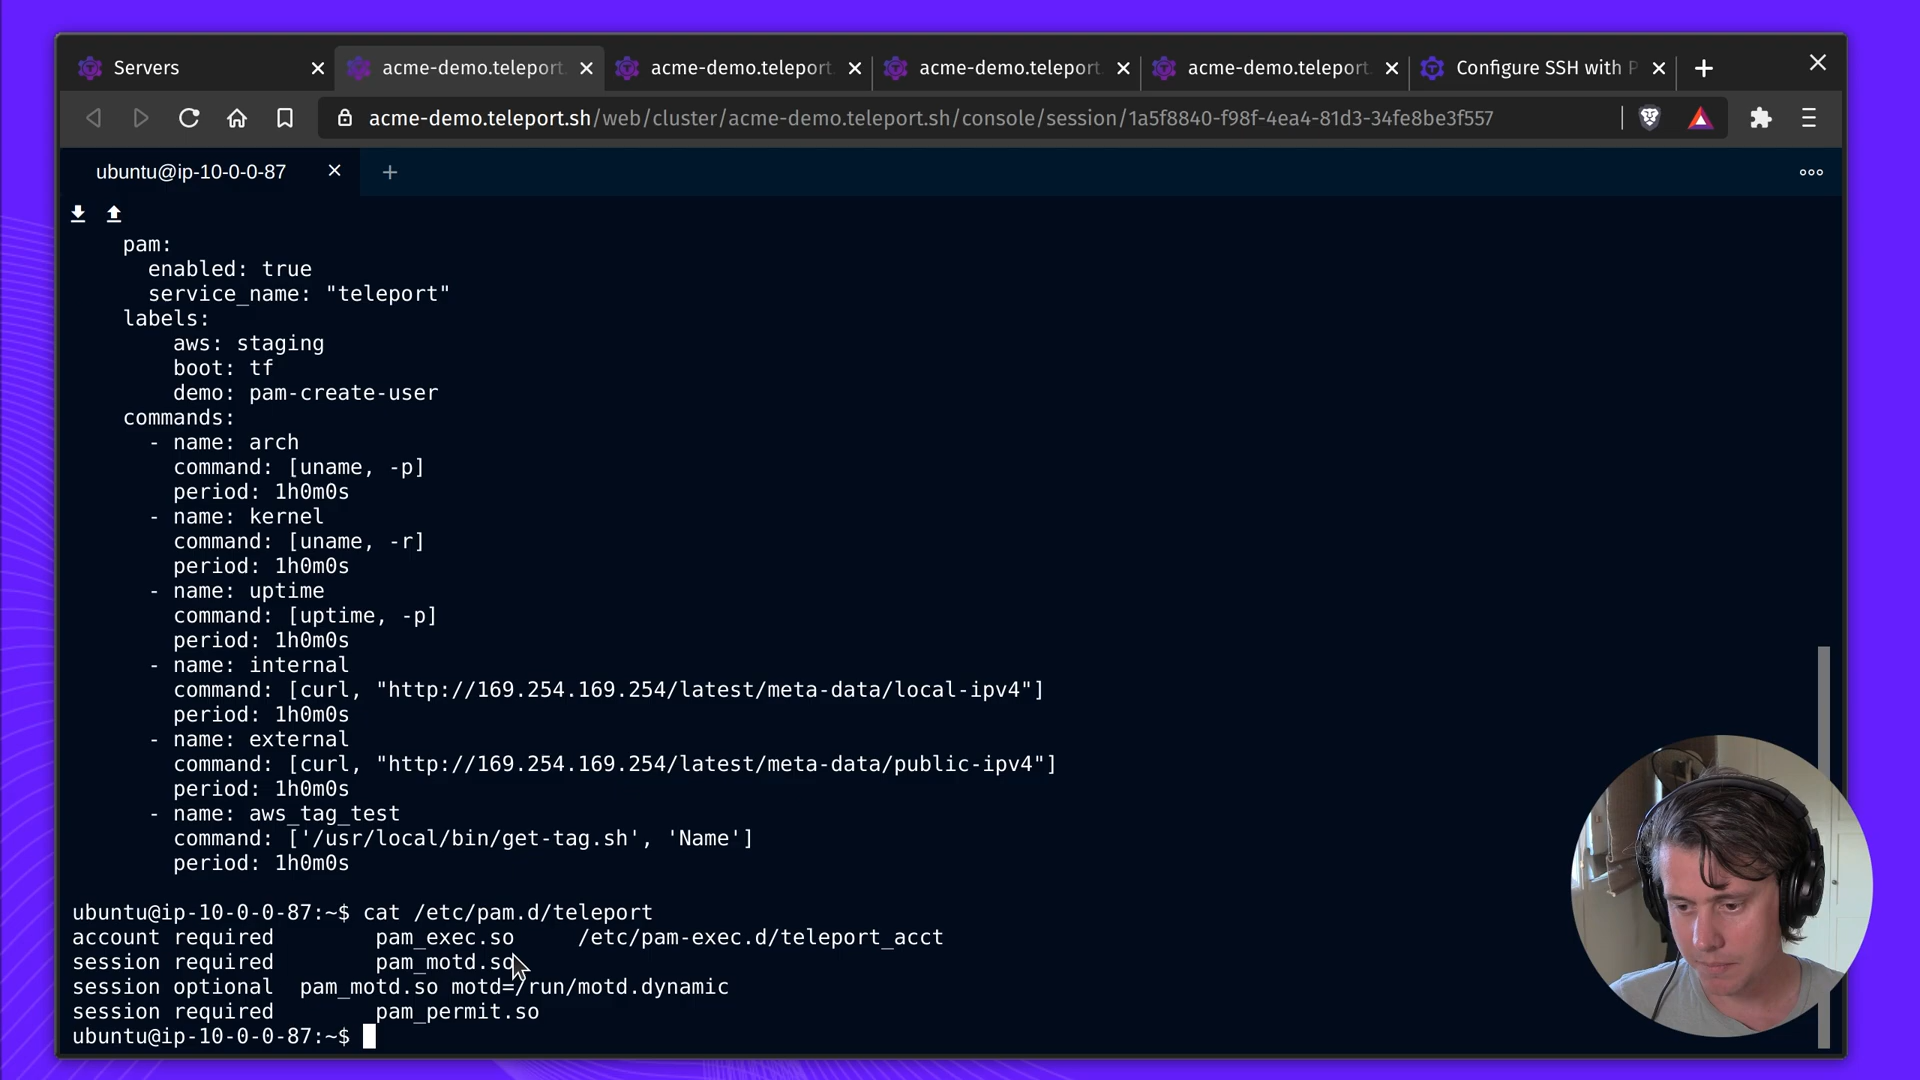 Servers
acme-demo.teleport.
acme-demo.teleport.
acme-demo.teleport.
acme-demo.teleport.
Configure SSH with P
acme-demo.teleport.sh/web/cluster/acme-demo.teleport.sh/console/session/1a5f8840-f98f-4ea4-81d3-34fe8be3f557
ubuntu@ip-10-0-0-87
pam:
enabled: true
service_name: "teleport"
labels:
aws: staging
boot: tf
demo: pam-create-user
commands:
- name: arch
command: [uname, -p]
period: 1h0m0s
- name: kernel
command: [uname, -r]
period: 1h0m0s
- name: uptime
command: [uptime, -p]
period: 1h0m0s
- name: internal
command: [curl, "http://169.254.169.254/latest/meta-data/local-ipv4"]
period: 1h0m0s
- name: external
command: [curl, "http://169.254.169.254/latest/meta-data/public-ipv4"]
period: 1h0m0s
- name: aws_tag_test
command: ['/usr/local/bin/get-tag.sh', 'Name']
period: 1h0m0s
ubuntu@ip-10-0-0-87:~$ cat /etc/pam.d/teleport
account required pam_exec.so /etc/pam-exec.d/teleport_acct
session required pam_motd.so
session optional pam_motd.so motd=/run/motd.dynamic
session required pam_permit.so
ubuntu@ip-10-0-0-87:~$